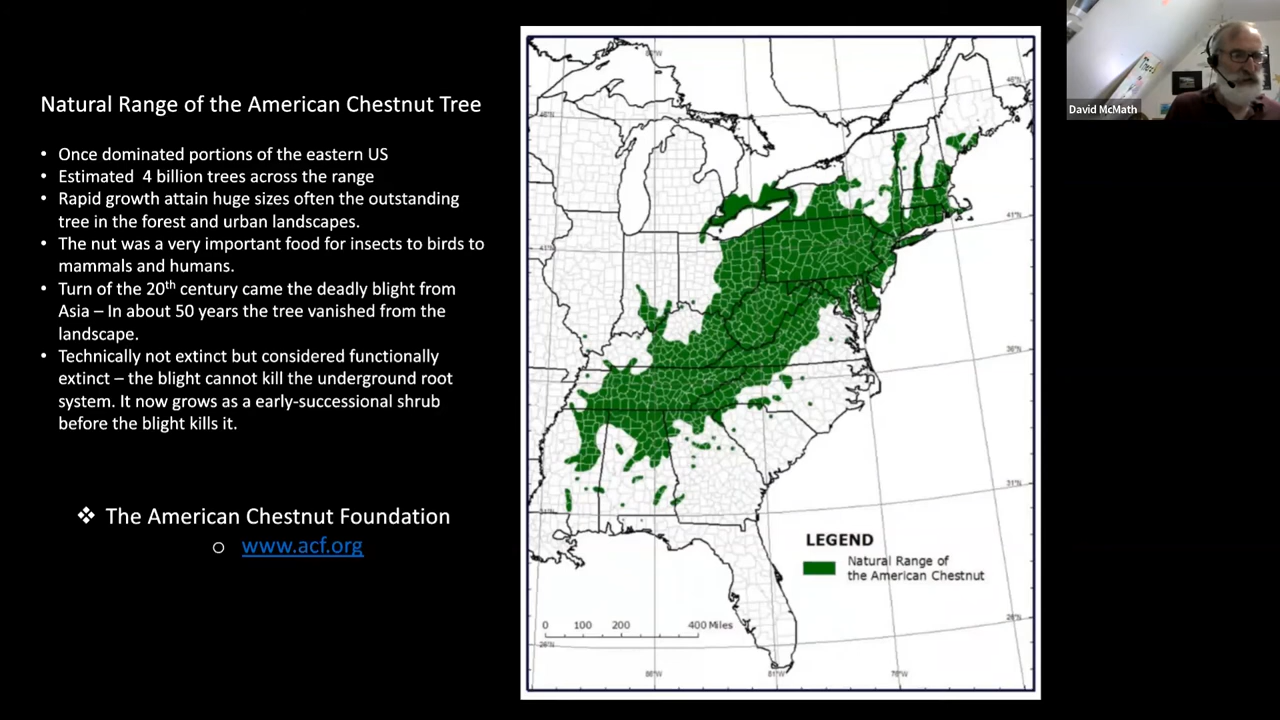 Natural Range of the American Chestnut Tree
• Once dominated portions of the eastern US
• Estimated 4 billion trees across the range
• Rapid growth attain huge sizes often the outstanding
tree in the forest and urban landscapes.
• The nut was a very important food for insects to birds to
mammals and humans.
• Turn of the 20th century came the deadly blight from
Asia – In about 50 years the tree vanished from the
landscape.
• Technically not extinct but considered functionally
extinct – the blight cannot kill the underground root
system. It now grows as a early-successional shrub
before the blight kills it.
❖ The American Chestnut Foundation
○ www.acf.org
LEGEND
Natural Range of
the American Chestnut
0 100 200 400 Miles
41°N
36°N
31°N
81°W
David McMath